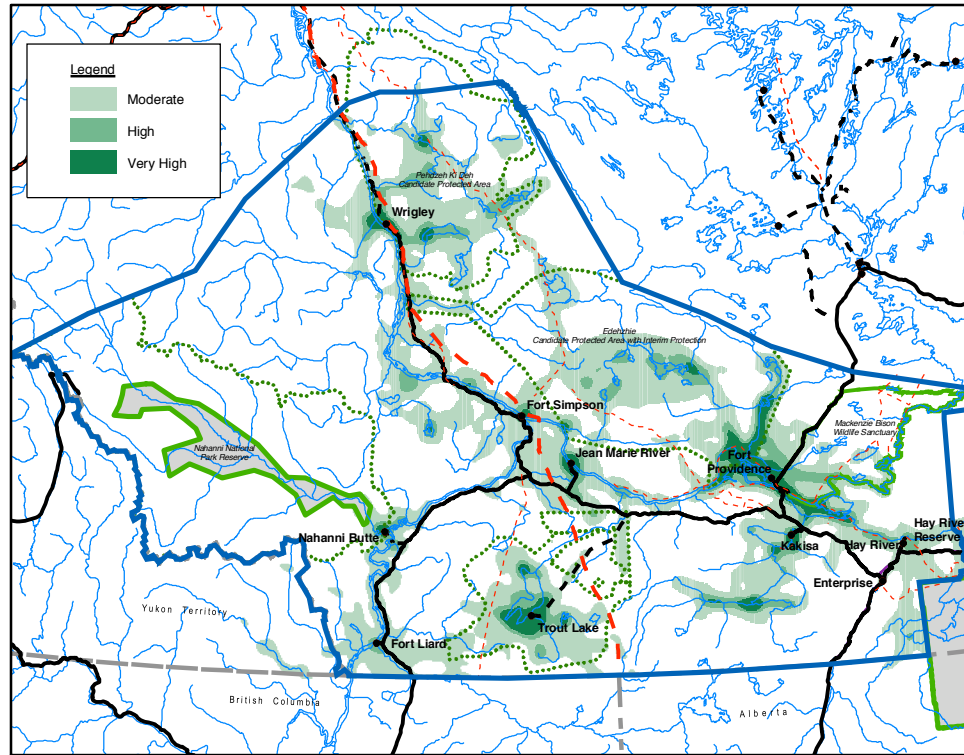 Legend
Moderate
High
Very High
Pehdzeh Ki Deh
Candidate Protected Area
Wrigley
Edehzhie
Candidate Protected Area with Interim Protection
Fort Simpson
Mackenzie Bison
Wildlife Sanctuary
Nahanni National
Park Reserve
Jean Marie River
Fort
Providence
Nahanni Butte
Kakisa
Hay River
Hay River
Reserve
Enterprise
Trout Lake
Fort Liard
Yukon Territory
British Columbia
Alberta